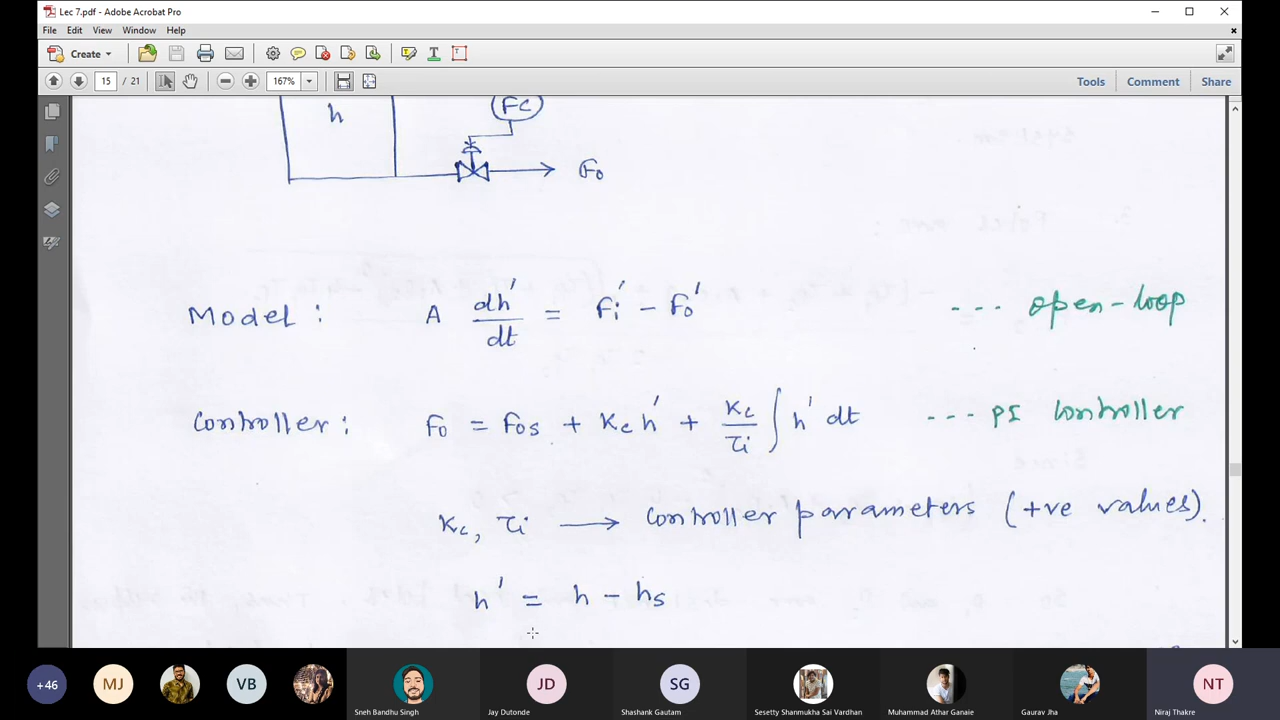 Lec 7.pdf - Adobe Acrobat Pro
File Edit View Window Help
Create
15 / 21 167% Tools Comment Share
h FC
F₀
Model : A dh'/dt = Fi' - F₀' --- open-loop
Controller : F₀ = F₀s + Kc h' + Kc/τi ∫ h' dt --- PI controller
Kc, τi ⟶ controller parameters (+ve values).
h' = h - hs
+46 MJ VB JD SG NT
Sneh Bandhu Singh Jay Dutonde Shashank Gautam Sesetty Shanmukha Sai Vardhan Muhammad Athar Ganaie Gaurav Jha Niraj Thakre